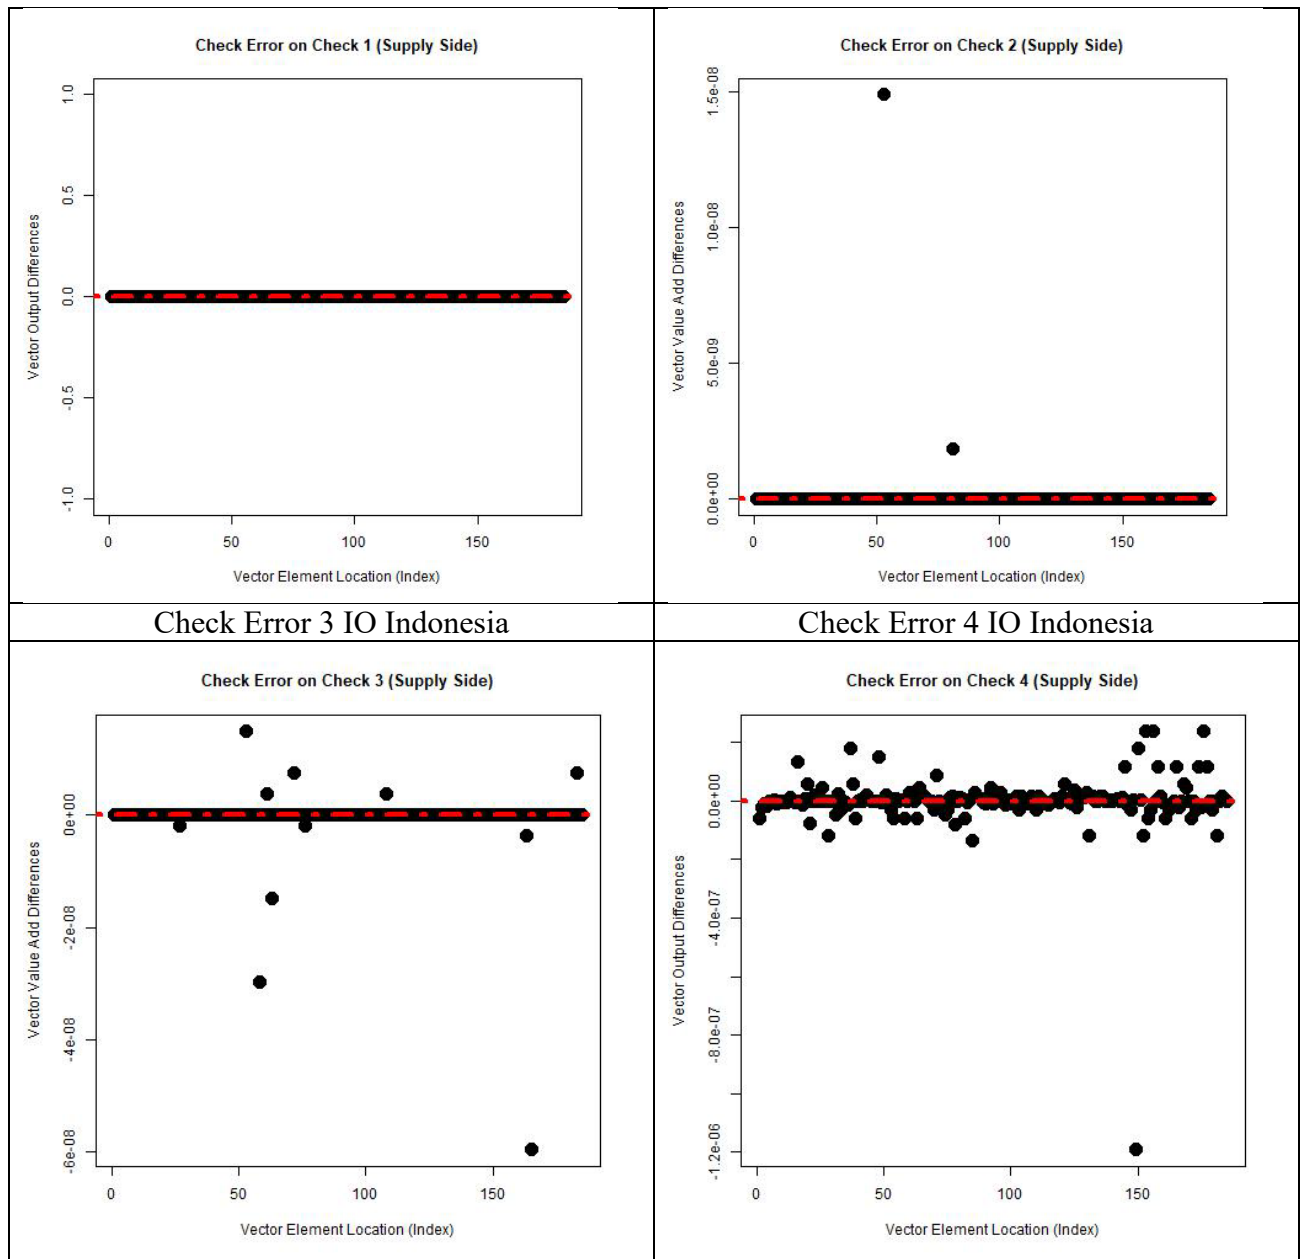 Check Error on Check 1 (Supply Side)
Vector Output Differences
1.0
0.5
0.0
-0.5
-1.0
0 50 100 150
Vector Element Location (Index)
Check Error on Check 2 (Supply Side)
Vector Value Add Differences
1.5e-08
1.0e-08
5.0e-09
0.0e+00
0 50 100 150
Vector Element Location (Index)
Check Error 3 IO Indonesia
Check Error 4 IO Indonesia
Check Error on Check 3 (Supply Side)
Vector Value Add Differences
0e+00
-2e-08
-4e-08
-6e-08
0 50 100 150
Vector Element Location (Index)
Check Error on Check 4 (Supply Side)
Vector Output Differences
0.0e+00
-4.0e-07
-8.0e-07
-1.2e-06
0 50 100 150
Vector Element Location (Index)